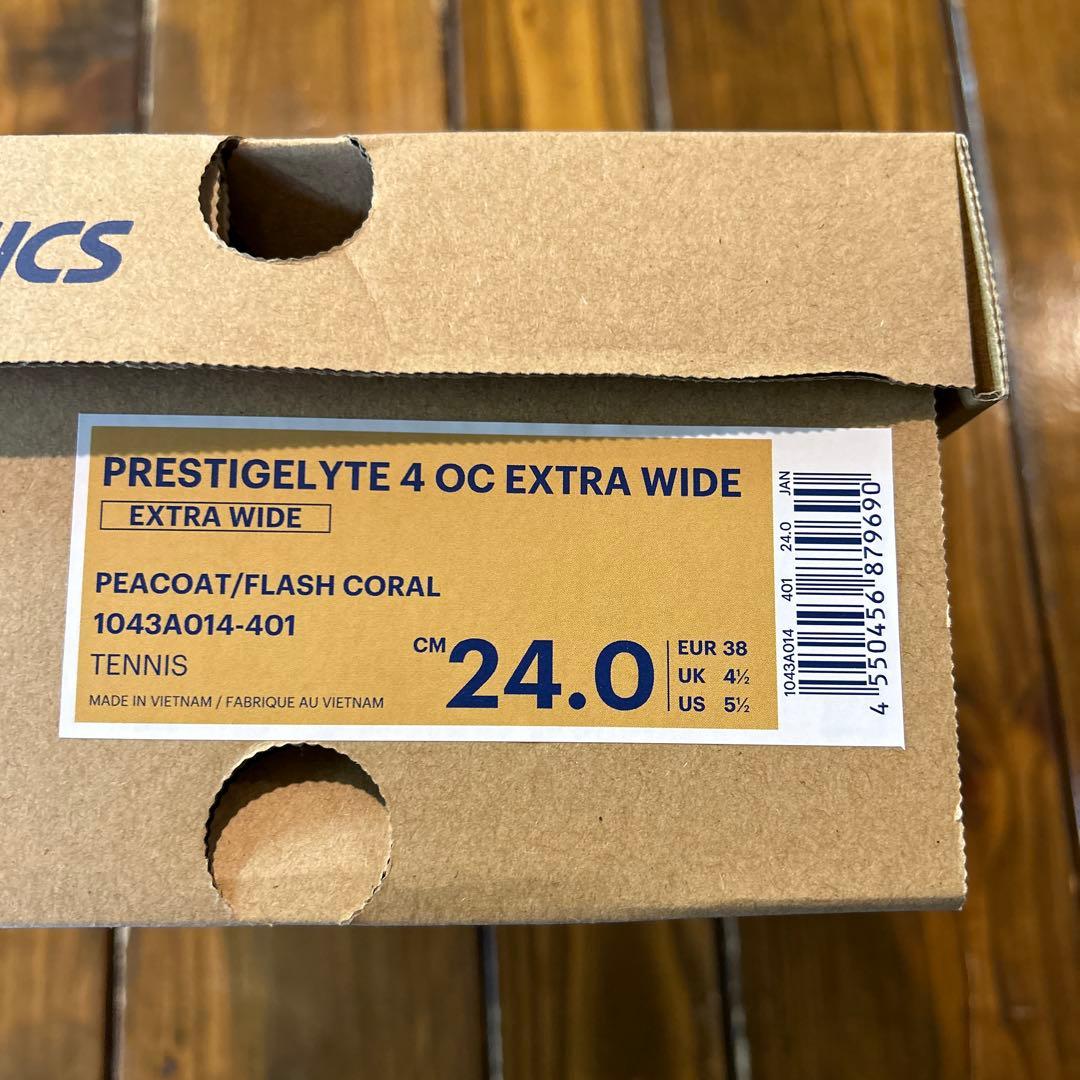 ICS
PRESTIGELYTE 4 OC EXTRA WIDE
EXTRA WIDE
PEACOAT/FLASH CORAL
1043A014-401
TENNIS
MADE IN VIETNAM / FABRIQUE AU VIETNAM
CM 24.0
EUR 38
UK 4½
US 5½
1043A014 401 24.0 JAN
4 550456 879690